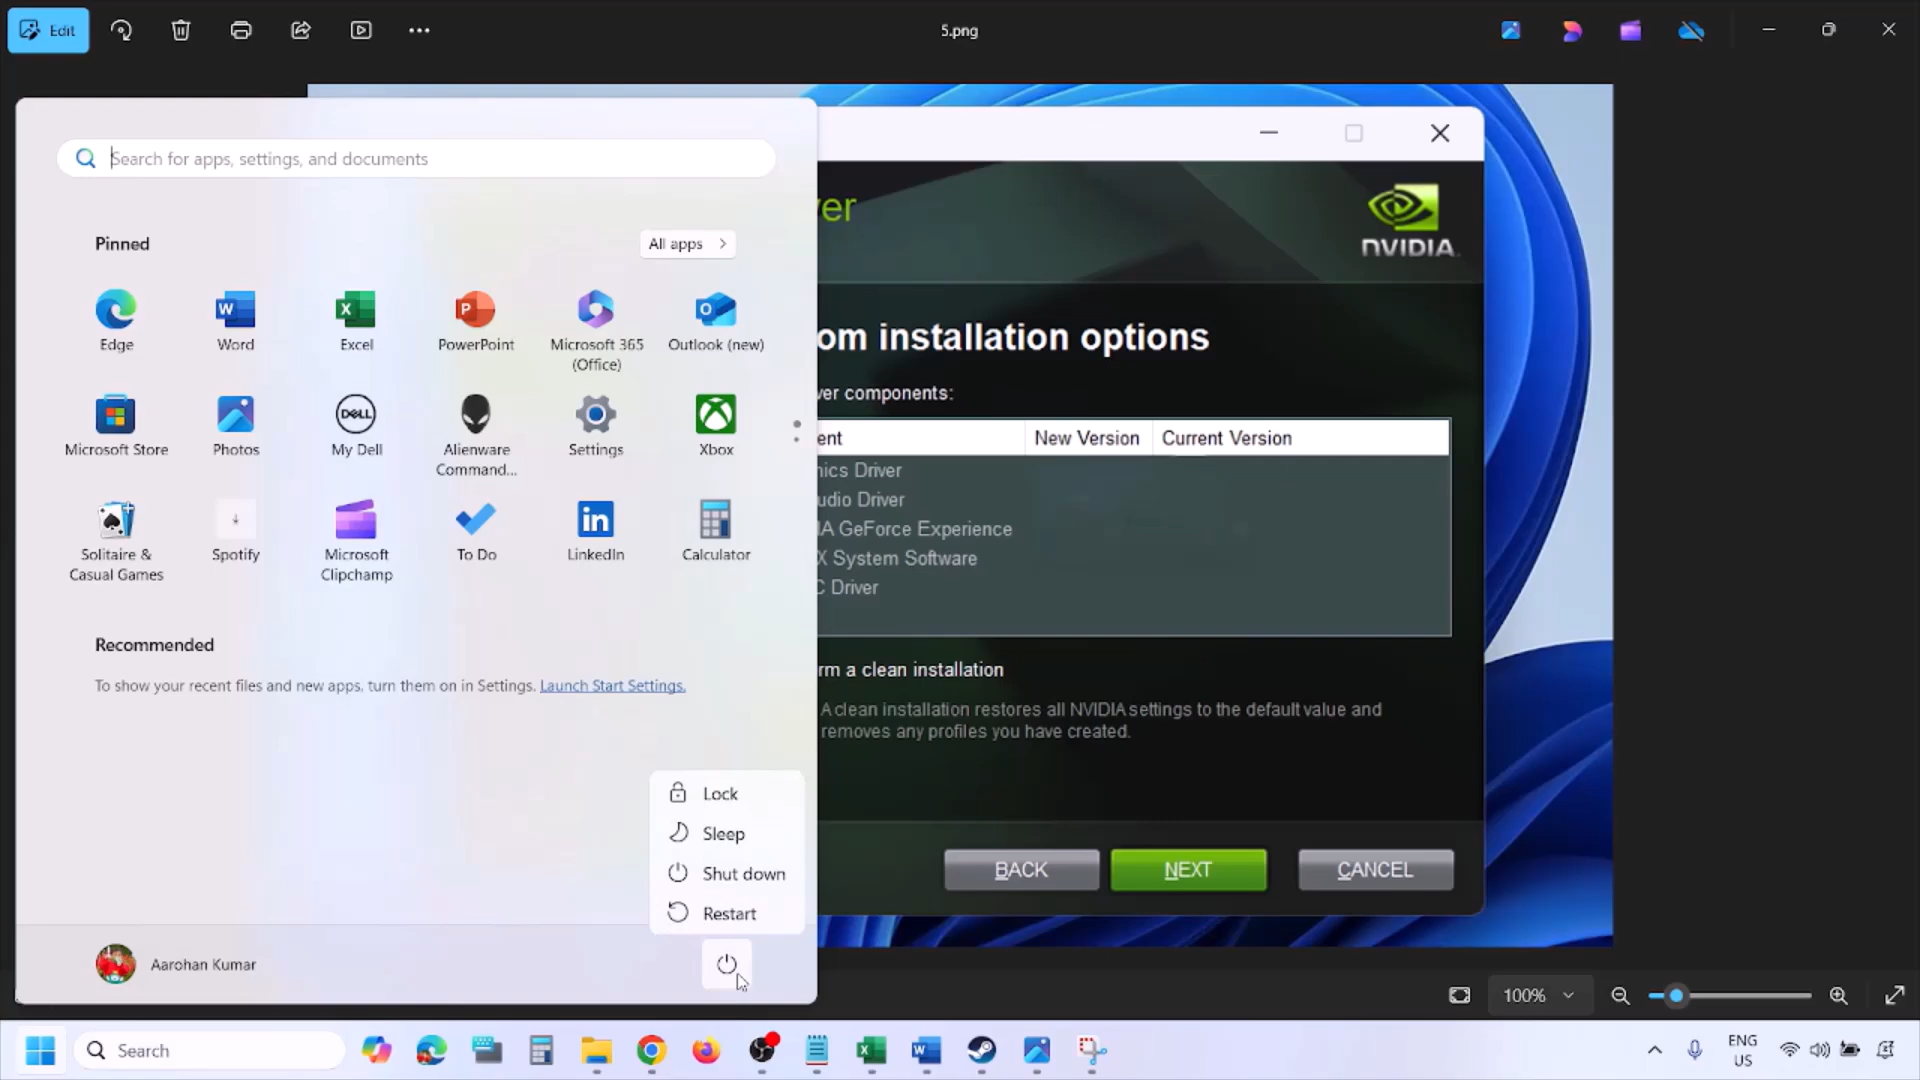 Edit
5.png
Search for apps, settings, and documents
Pinned
All apps
Edge
Word
Excel
PowerPoint
Microsoft 365
(Office)
Outlook (new)
Microsoft Store
Photos
DELL
My Dell
Alienware
Command...
Settings
Xbox
Solitaire &
Casual Games
Spotify
Microsoft
Clipchamp
To Do
LinkedIn
Calculator
Recommended
To show your recent files and new apps, turn them on in Settings. Launch Start Settings.
Lock
Sleep
Shut down
Restart
Aarohan Kumar
ver
NVIDIA
om installation options
ver components:
ent New Version Current Version
nics Driver
udio Driver
IA GeForce Experience
X System Software
C Driver
rm a clean installation
A clean installation restores all NVIDIA settings to the default value and
removes any profiles you have created.
BACK
NEXT
CANCEL
100%
Search
ENG
US